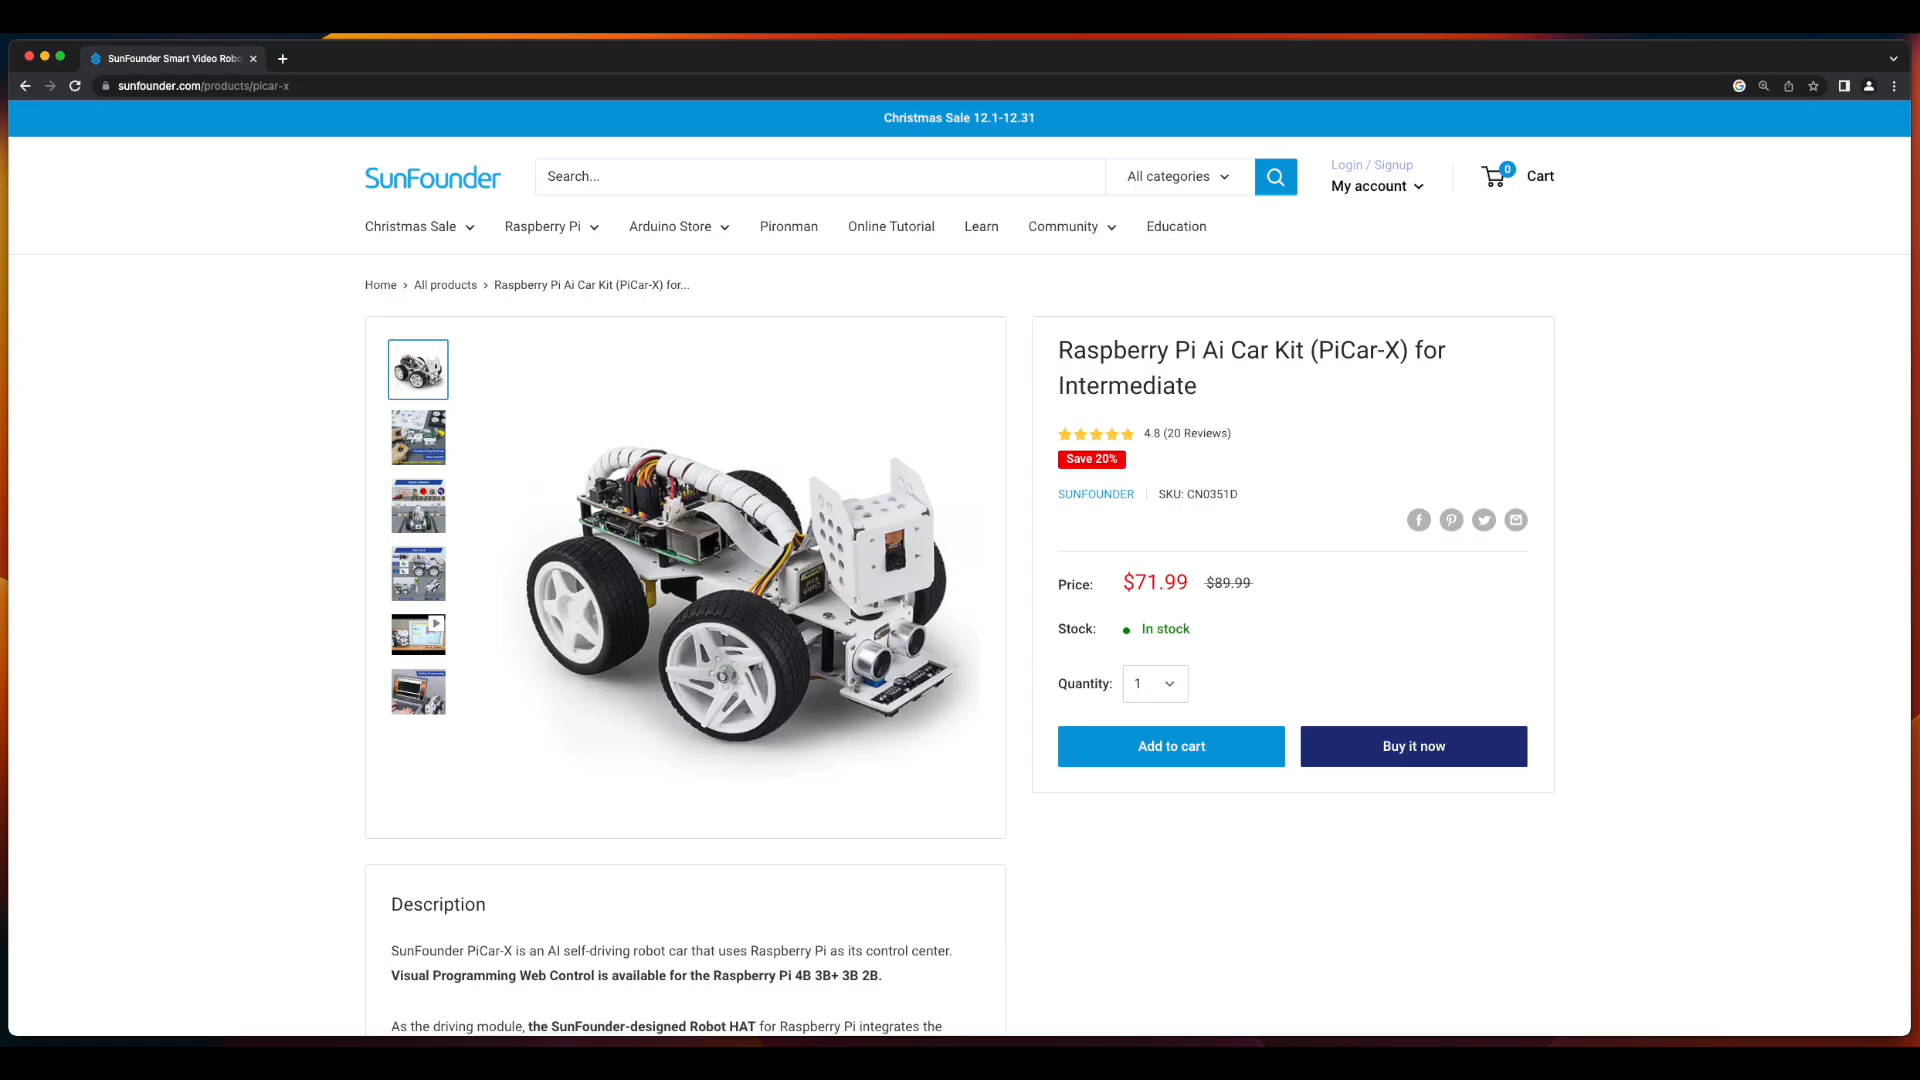 SunFounder Smart Video Robo
sunfounder.com/products/picar-x
Christmas Sale 12.1-12.31
SunFounder
Search...
All categories
Login / Signup
My account
0
Cart
Christmas Sale
Raspberry Pi
Arduino Store
Pironman
Online Tutorial
Learn
Community
Education
Home › All products › Raspberry Pi Ai Car Kit (PiCar-X) for...
Raspberry Pi Ai Car Kit (PiCar-X) for
Intermediate
4.8 (20 Reviews)
Save 20%
SUNFOUNDER
SKU: CN0351D
Price: $71.99 $89.99
Stock: In stock
Quantity: 1
Add to cart
Buy it now
Description
SunFounder PiCar-X is an AI self-driving robot car that uses Raspberry Pi as its control center.
Visual Programming Web Control is available for the Raspberry Pi 4B 3B+ 3B 2B.
As the driving module, the SunFounder-designed Robot HAT for Raspberry Pi integrates the